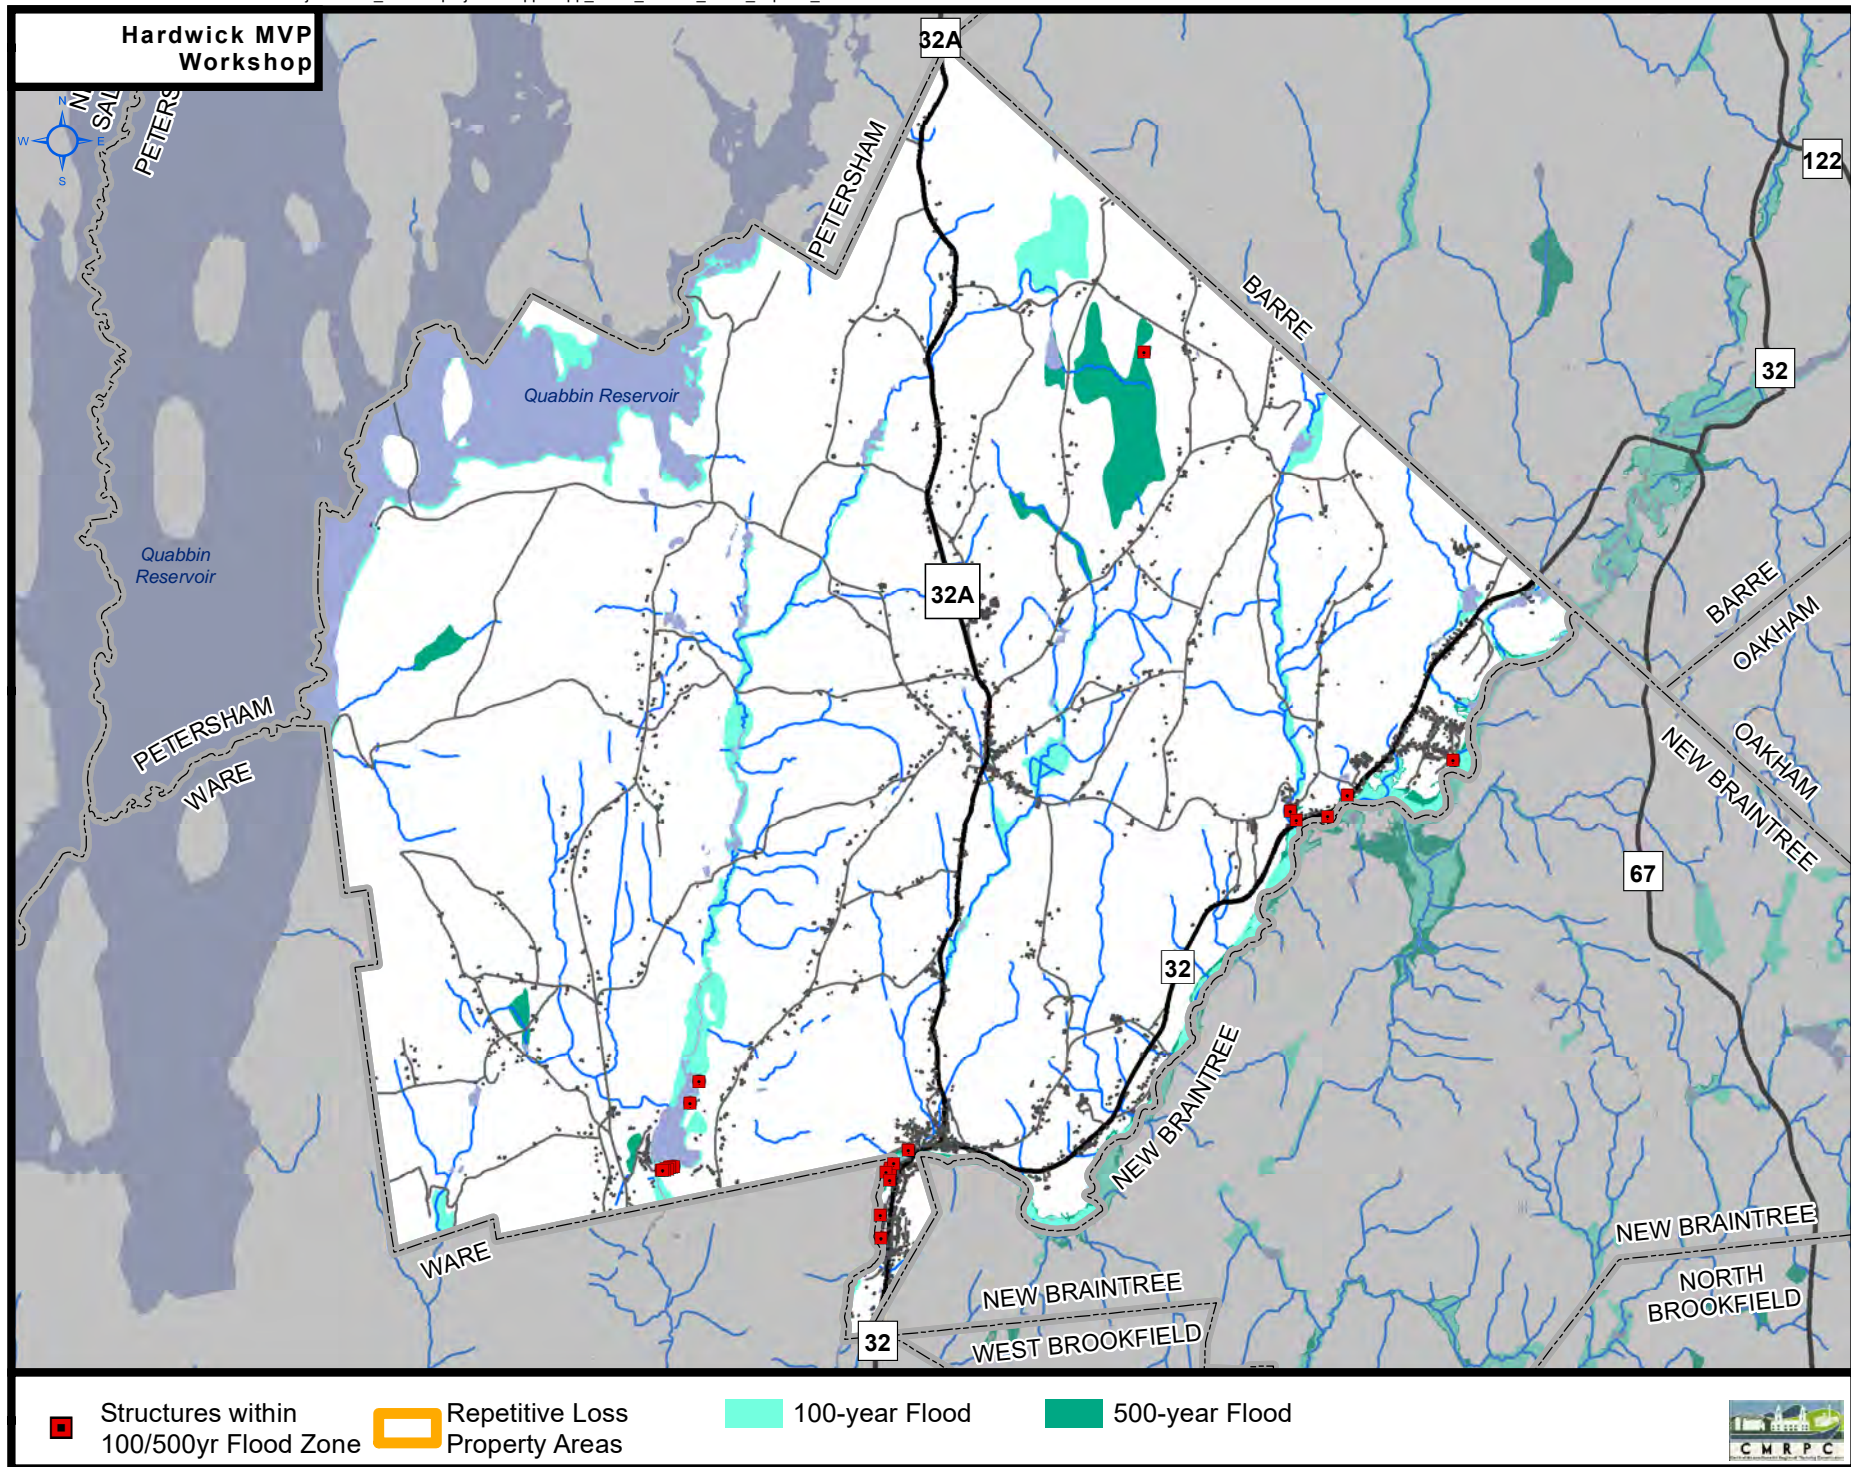 Hardwick MVP
Workshop
32A
N
W
E
S
PETERSHAM
122
BARRE
32
Quabbin Reservoir
Quabbin
Reservoir
32A
BARRE
OAKHAM
PETERSHAM
WARE
OAKHAM
NEW BRAINTREE
67
32
NEW BRAINTREE
WARE
NEW BRAINTREE
NORTH
BROOKFIELD
NEW BRAINTREE
WEST BROOKFIELD
32
Structures within
100/500yr Flood Zone
Repetitive Loss
Property Areas
100-year Flood
500-year Flood
CMRPC